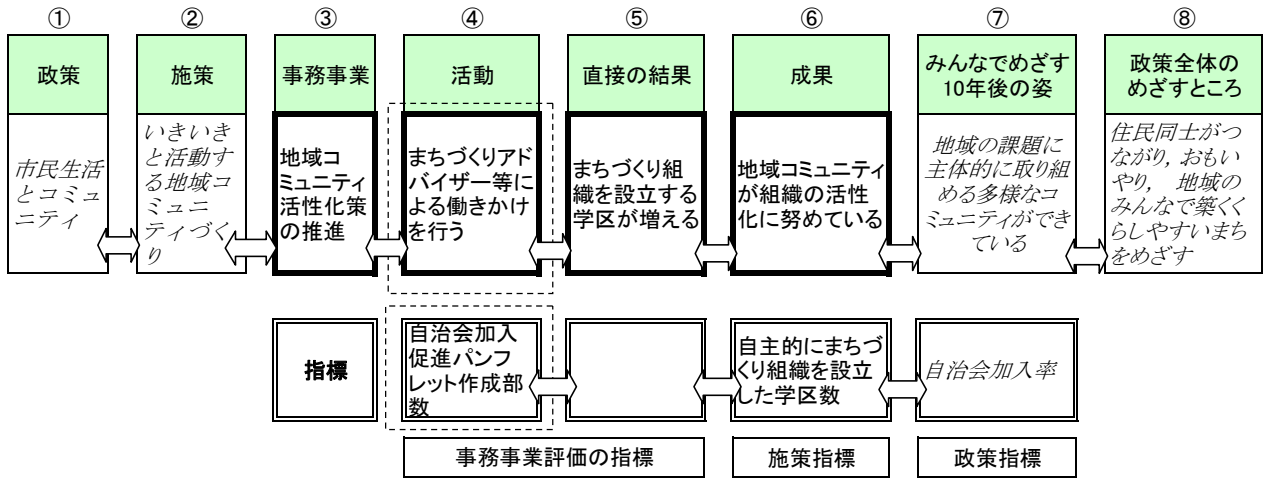 ①
②
③
④
⑤
⑥
⑦
⑧
政策
施策
事務事業
活動
直接の結果
成果
みんなでめざす
10年後の姿
政策全体の
めざすところ
市民生活
とコミュ
ニティ
いきいき
と活動す
る地域コ
ミュニ
ティづく
り
地域コ
ミュニティ
活性化策
の推進
まちづくりアド
バイザー等に
よる働きかけ
を行う
まちづくり組
織を設立する
学区が増える
地域コミュニティ
が組織の活性
化に努めている
地域の課題に
主体的に取り組
める多様なコ
ミュニティができ
ている
住民同士がつ
ながり，おもい
やり， 地域の
みんなで築くく
らしやすいまち
をめざす
指標
自治会加入
促進パンフ
レット作成部
数
自主的にまちづ
くり組織を設立
した学区数
自治会加入率
事務事業評価の指標
施策指標
政策指標